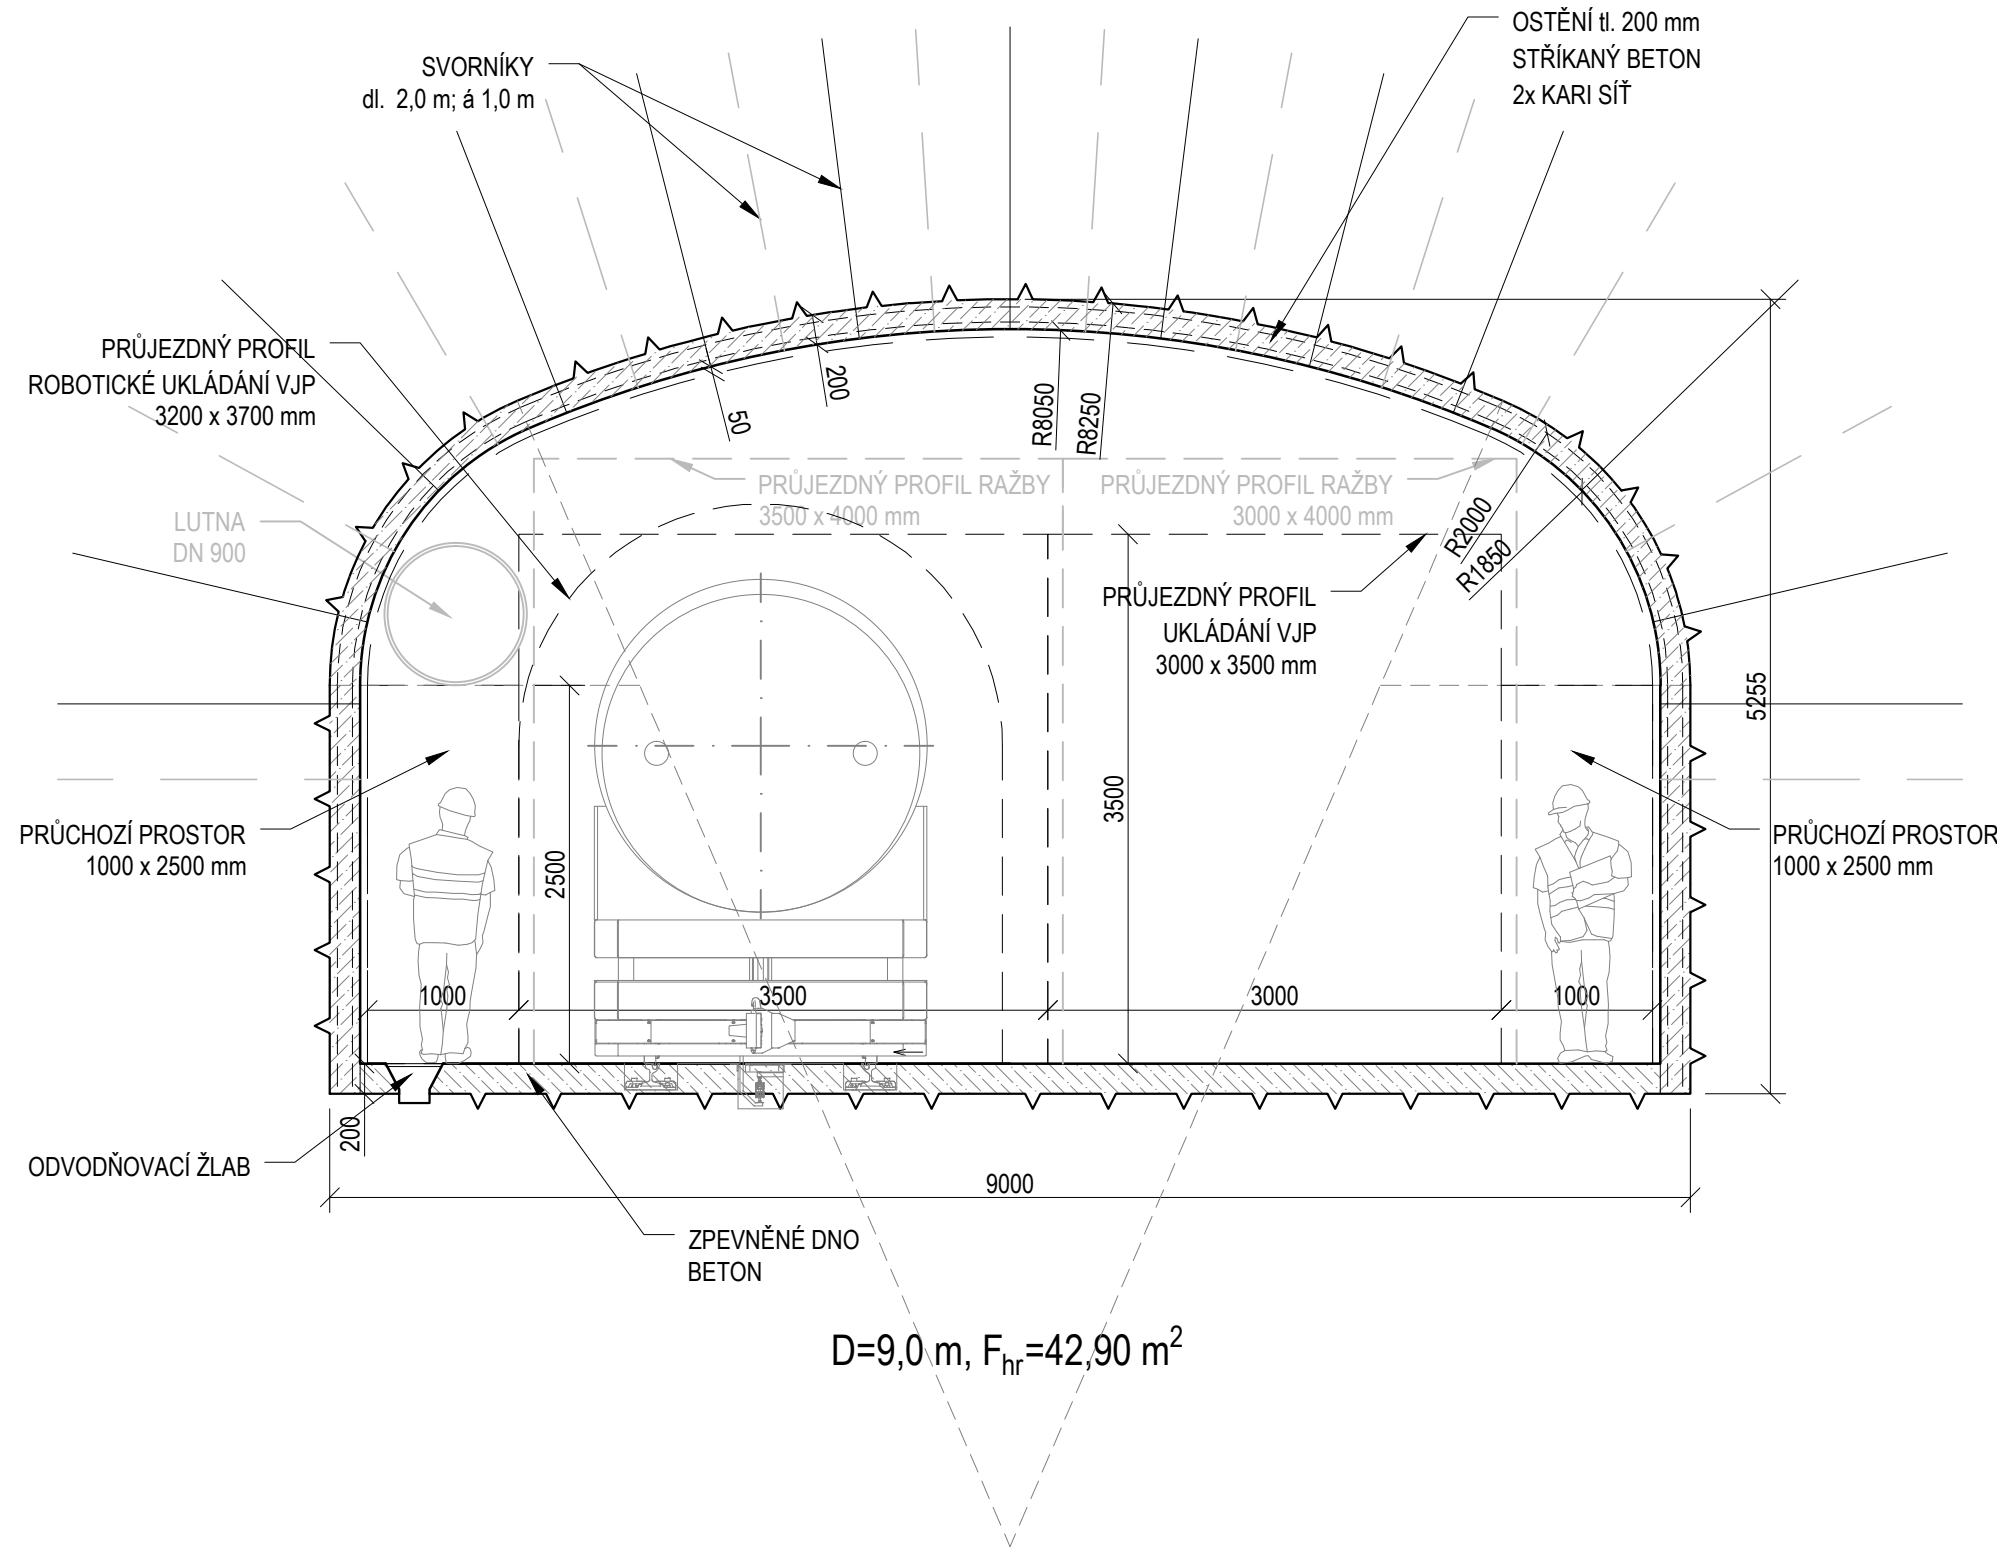 OSTĚNÍ tl. 200 mm
STŘÍKANÝ BETON
2x KARI SÍŤ
SVORNÍKY
dl. 2,0 m; á 1,0 m
PRŮJEZDNÝ PROFIL
ROBOTICKÉ UKLÁDÁNÍ VJP
3200 x 3700 mm
200
50
R8050
R8250
PRŮJEZDNÝ PROFIL RAŽBY
3500 x 4000 mm
PRŮJEZDNÝ PROFIL RAŽBY
3000 x 4000 mm
LUTNA
DN 900
R2000
R1850
PRŮJEZDNÝ PROFIL
UKLÁDÁNÍ VJP
3000 x 3500 mm
5255
3500
2500
PRŮCHOZÍ PROSTOR
1000 x 2500 mm
PRŮCHOZÍ PROSTOR
1000 x 2500 mm
1000
3500
3000
1000
200
ODVODŇOVACÍ ŽLAB
9000
ZPEVNĚNÉ DNO
BETON
D=9,0 m, Fhr=42,90 m²